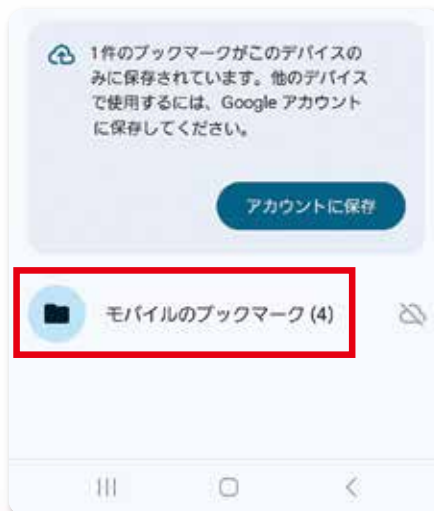 1件のブックマークがこのデバイスの
みに保存されています。他のデバイス
で使用するには、Google アカウント
に保存してください。
アカウントに保存
モバイルのブックマーク (4)